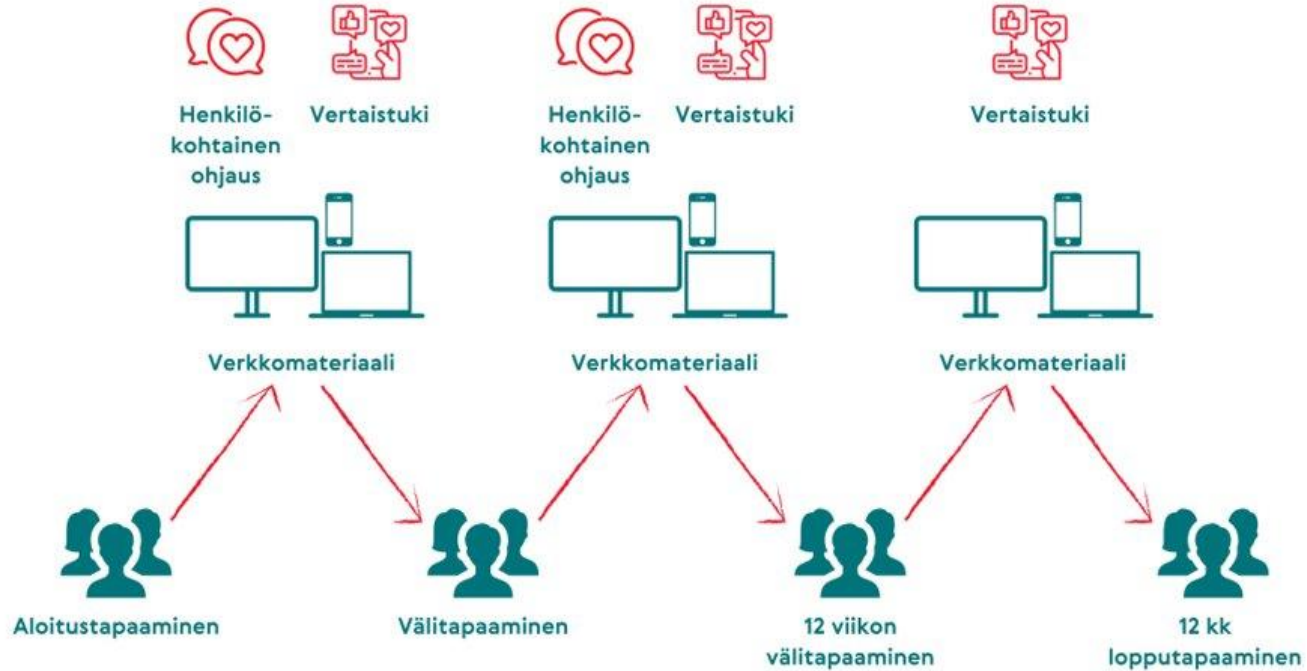 Henkilö-
kohtainen
ohjaus
Vertaistuki
Henkilö-
kohtainen
ohjaus
Vertaistuki
Vertaistuki
Verkkomateriaali
Verkkomateriaali
Verkkomateriaali
Aloitustapaaminen
Välitapaaminen
12 viikon
välitapaaminen
12 kk
lopputapaaminen